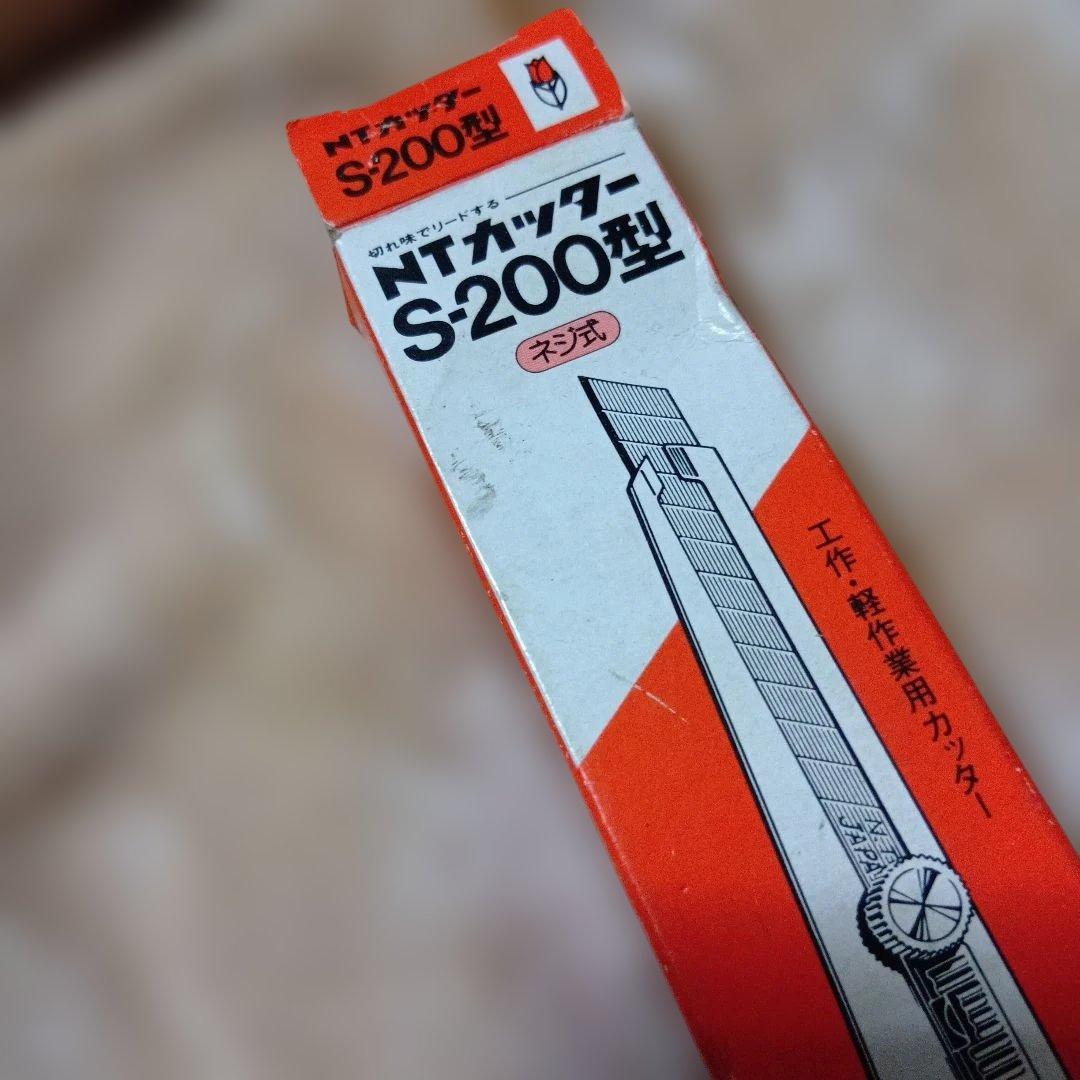 NTカッター
S-200型
切れ味でリードする
NTカッター
S-200型
ネジ式
工作・軽作業用カッター
N.T.
JAPAN